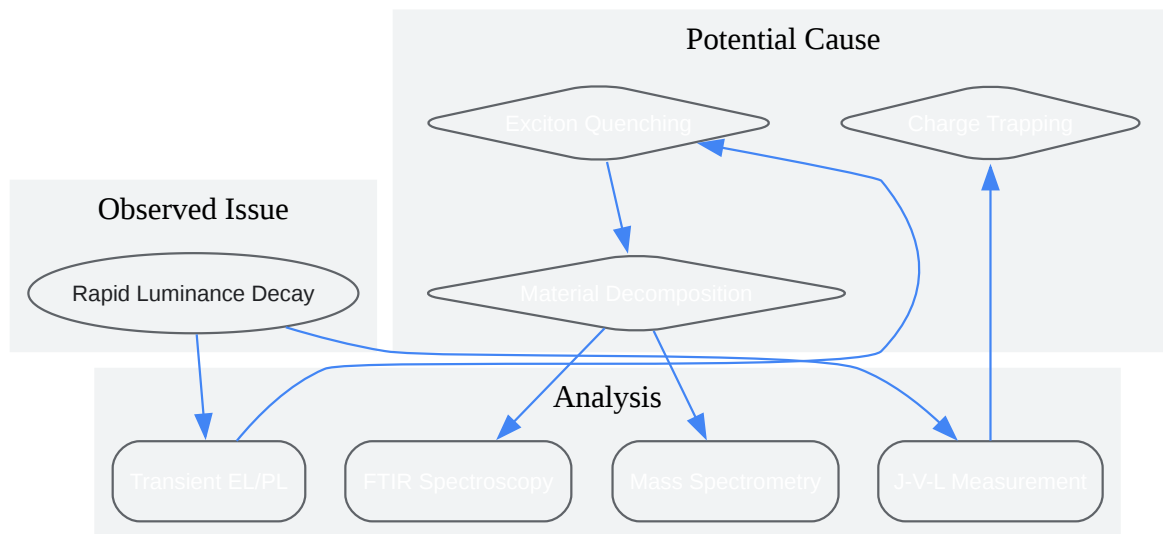 Potential Cause
Exciton Quenching
Charge Trapping
Observed Issue
Rapid Luminance Decay
Material Decomposition
Analysis
Transient EL/PL
FTIR Spectroscopy
Mass Spectrometry
J-V-L Measurement